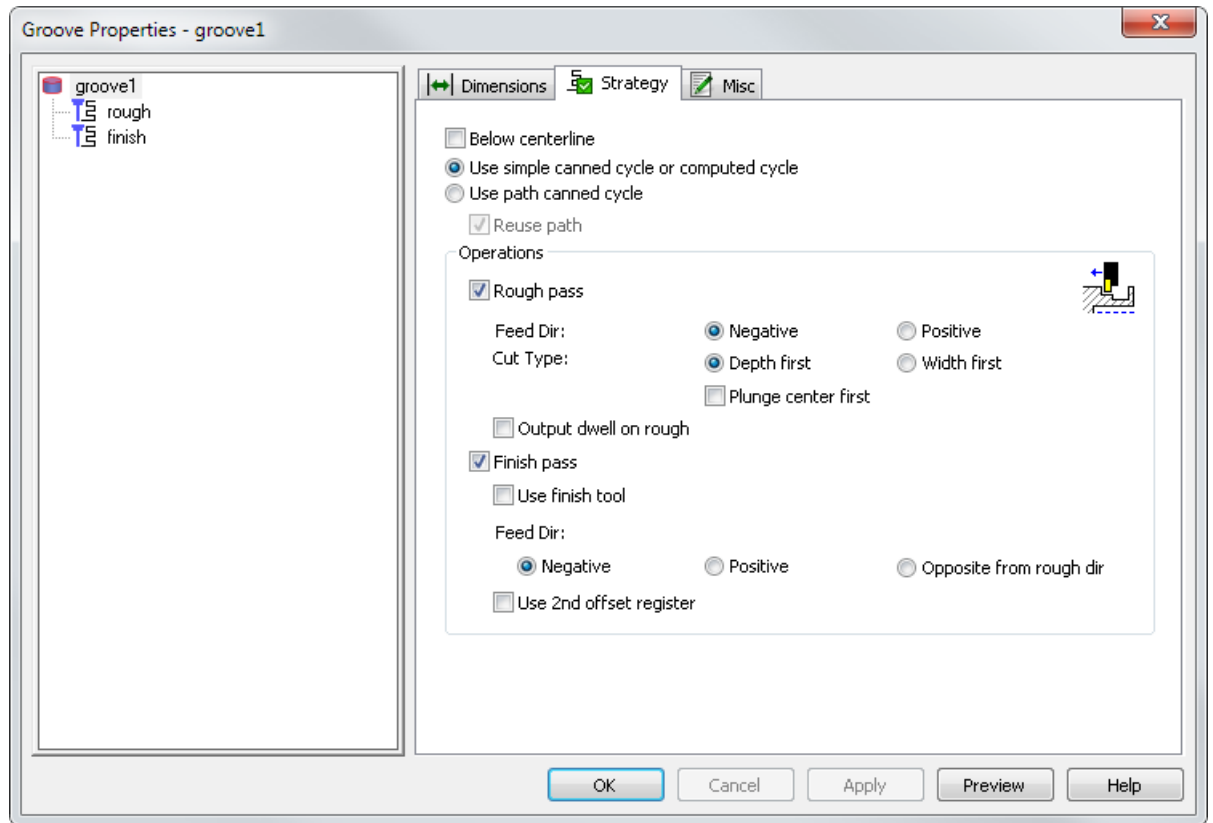 Groove Properties - groove1
groove1
rough
finish
Dimensions Strategy Misc
Below centerline
Use simple canned cycle or computed cycle
Use path canned cycle
Reuse path
Operations
Rough pass
Feed Dir: Negative Positive
Cut Type: Depth first Width first
Plunge center first
Output dwell on rough
Finish pass
Use finish tool
Feed Dir:
Negative Positive Opposite from rough dir
Use 2nd offset register
OK Cancel Apply Preview Help